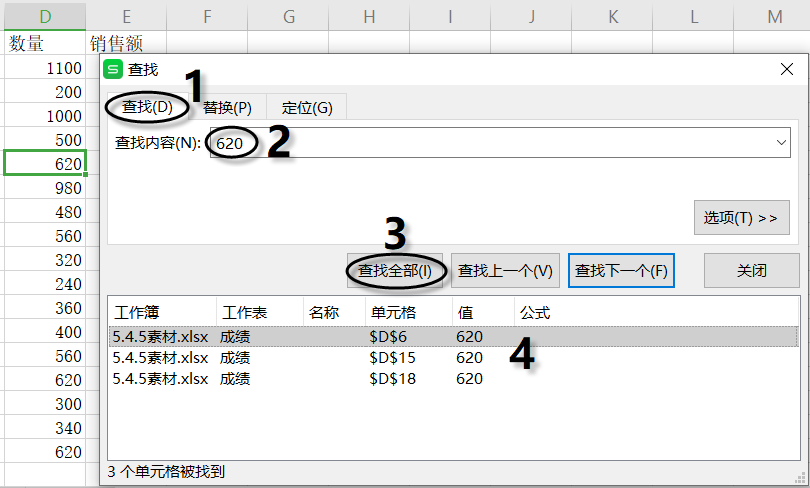 D E F G H I J K L M
数量 销售额
1100
200
1000
500
620
980
480
560
320
240
360
400
560
620
300
340
620
S 查找
1
查找(D) 替换(P) 定位(G)
查找内容(N): 620 2
选项(T) >>
3
查找全部(I) 查找上一个(V) 查找下一个(F) 关闭
工作簿 工作表 名称 单元格 值 公式
5.4.5素材.xlsx 成绩 $D$6 620
5.4.5素材.xlsx 成绩 $D$15 620
5.4.5素材.xlsx 成绩 $D$18 620
4
3 个单元格被找到